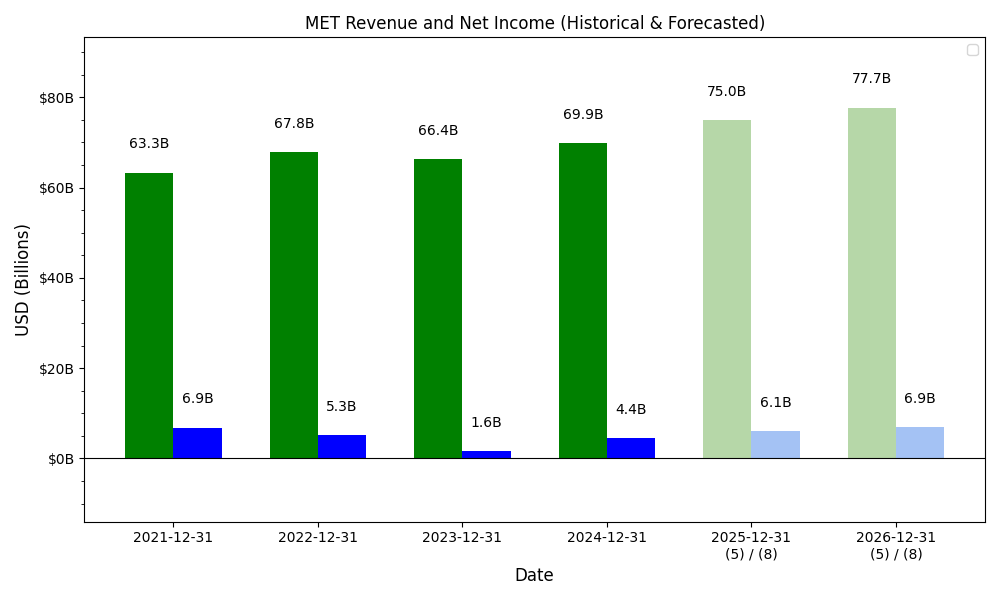 MET Revenue and Net Income (Historical & Forecasted)
USD (Billions)
$80B
$60B
$40B
$20B
$0B
63.3B
6.9B
67.8B
5.3B
66.4B
1.6B
69.9B
4.4B
75.0B
6.1B
77.7B
6.9B
2021-12-31
2022-12-31
2023-12-31
2024-12-31
2025-12-31
(5) / (8)
2026-12-31
(5) / (8)
Date